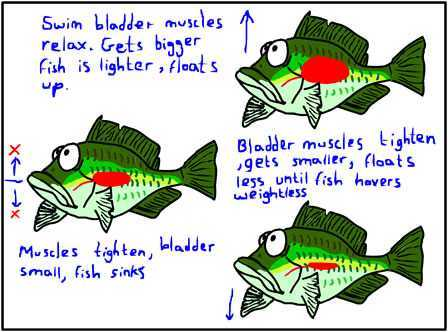 Swim bladder muscles
relax. Gets bigger
fish is lighter, floats
up.
Bladder muscles tighten
,gets smaller, floats
less until fish hovers
weightless
Muscles tighten, bladder
small, fish sinks